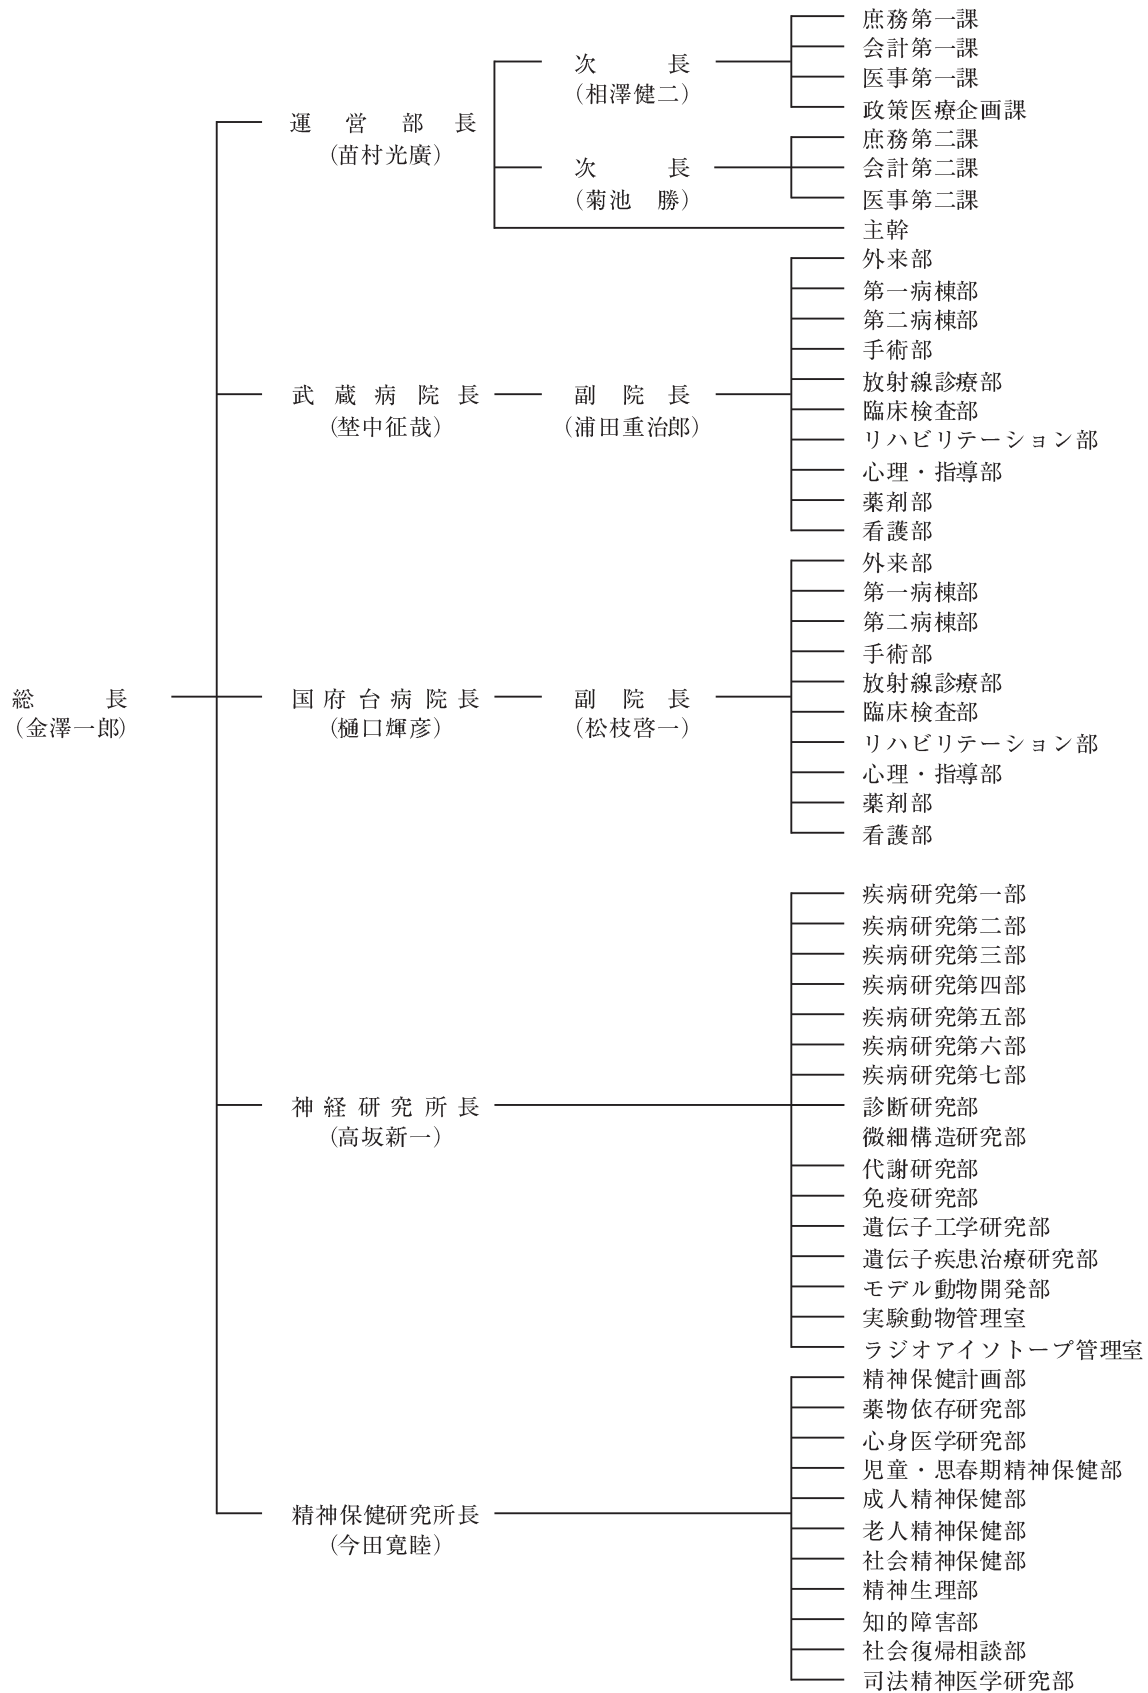 総長
（金澤一郎）
運営部長
（苗村光廣）
次長
（相澤健二）
庶務第一課
会計第一課
医事第一課
政策医療企画課
次長
（菊池　勝）
庶務第二課
会計第二課
医事第二課
主幹
武蔵病院長
（埜中征哉）
副院長
（浦田重治郎）
外来部
第一病棟部
第二病棟部
手術部
放射線診療部
臨床検査部
リハビリテーション部
心理・指導部
薬剤部
看護部
国府台病院長
（樋口輝彦）
副院長
（松枝啓一）
外来部
第一病棟部
第二病棟部
手術部
放射線診療部
臨床検査部
リハビリテーション部
心理・指導部
薬剤部
看護部
神経研究所長
（高坂新一）
疾病研究第一部
疾病研究第二部
疾病研究第三部
疾病研究第四部
疾病研究第五部
疾病研究第六部
疾病研究第七部
診断研究部
微細構造研究部
代謝研究部
免疫研究部
遺伝子工学研究部
遺伝子疾患治療研究部
モデル動物開発部
実験動物管理室
ラジオアイソトープ管理室
精神保健研究所長
（今田寛睦）
精神保健計画部
薬物依存研究部
心身医学研究部
児童・思春期精神保健部
成人精神保健部
老人精神保健部
社会精神保健部
精神生理部
知的障害部
社会復帰相談部
司法精神医学研究部